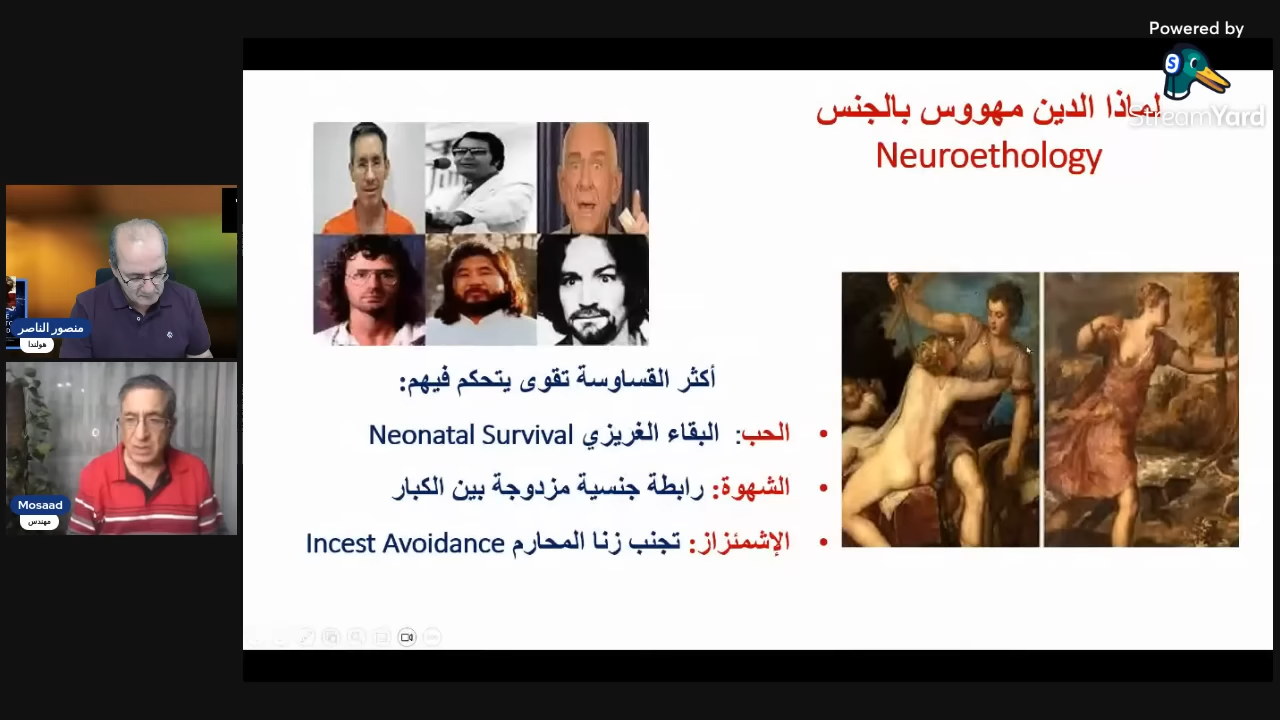 Powered by
StreamYard
لماذا الدين مهووس بالجنس
Neuroethology
أكثر القساوسة تقوى يتحكم فيهم:
• الحب: البقاء الغريزي Neonatal Survival
• الشهوة: رابطة جنسية مزدوجة بين الكبار
• الإشمئزاز: تجنب زنا المحارم Incest Avoidance
منصور الناصر
هولندا
Mosaad
مهندس